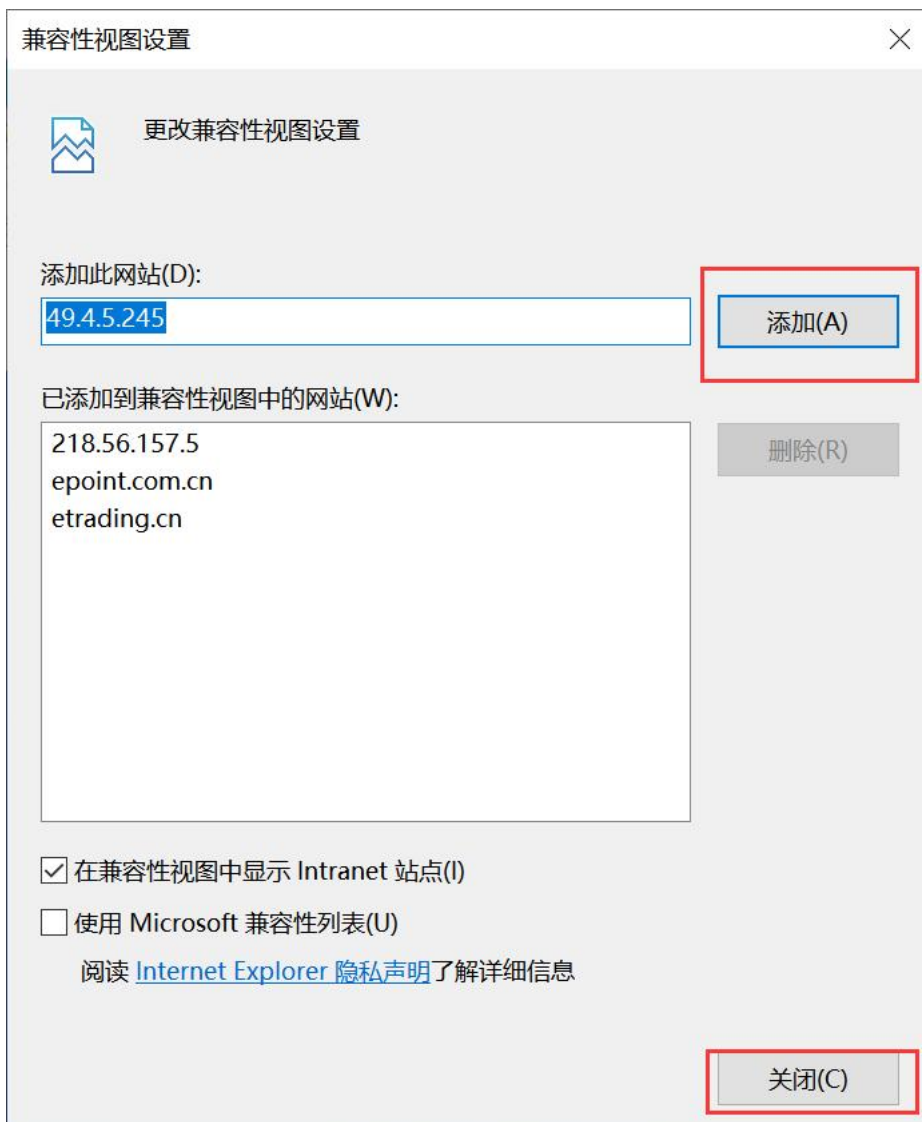 兼容性视图设置
更改兼容性视图设置
添加此网站(D):
49.4.5.245
添加(A)
已添加到兼容性视图中的网站(W):
218.56.157.5
epoint.com.cn
etrading.cn
删除(R)
在兼容性视图中显示 Intranet 站点(I)
使用 Microsoft 兼容性列表(U)
阅读 Internet Explorer 隐私声明了解详细信息
关闭(C)